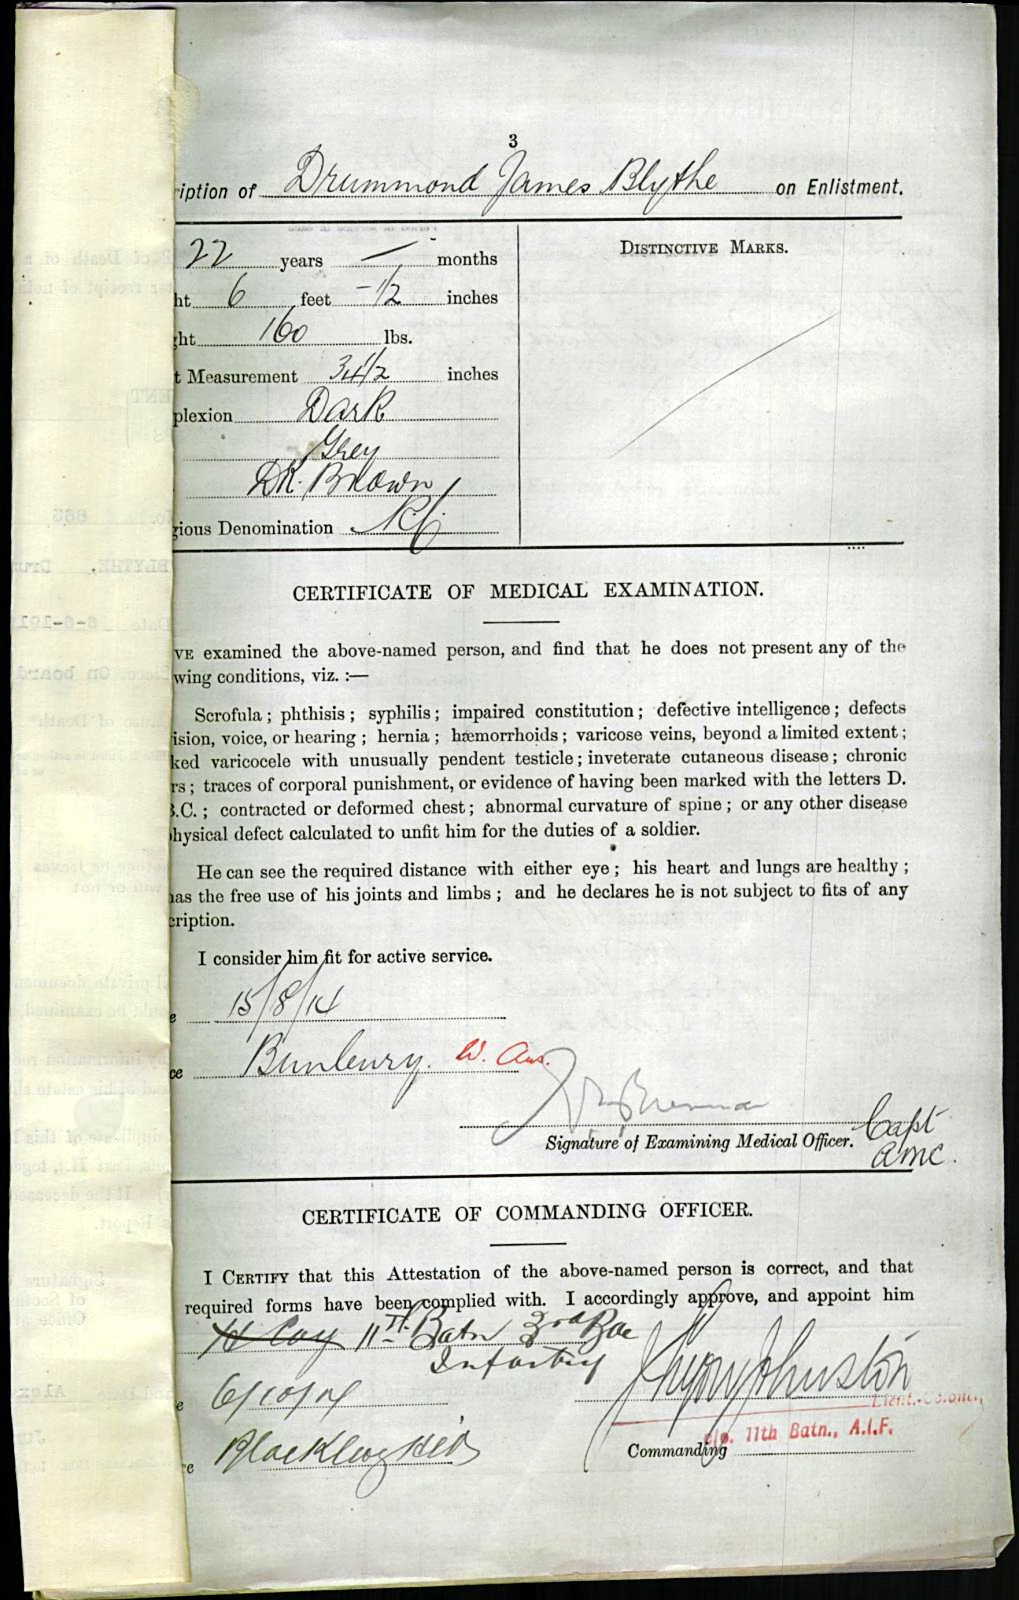 3
ription of Drummond James Blythe on Enlistment.
22 years — months
ht 6 feet -1/2 inches
ght 160 lbs.
t Measurement 34 1/2 inches
plexion Dark
Grey
DK. Brown
gious Denomination R.C.
DISTINCTIVE MARKS.
CERTIFICATE OF MEDICAL EXAMINATION.
VE examined the above-named person, and find that he does not present any of the
wing conditions, viz. :—
Scrofula ; phthisis ; syphilis ; impaired constitution ; defective intelligence ; defects
ision, voice, or hearing ; hernia ; hæmorrhoids ; varicose veins, beyond a limited extent ;
ked varicocele with unusually pendent testicle ; inveterate cutaneous disease ; chronic
rs ; traces of corporal punishment, or evidence of having been marked with the letters D.
B.C. ; contracted or deformed chest ; abnormal curvature of spine ; or any other disease
hysical defect calculated to unfit him for the duties of a soldier.
He can see the required distance with either eye ; his heart and lungs are healthy ;
has the free use of his joints and limbs ; and he declares he is not subject to fits of any
cription.
I consider him fit for active service.
e 15/8/14
ce Bunbury. W. Aus.
Capt
Signature of Examining Medical Officer.
AMC.
CERTIFICATE OF COMMANDING OFFICER.
I CERTIFY that this Attestation of the above-named person is correct, and that
required forms have been complied with. I accordingly approve, and appoint him
H Coy 11th Batn 3rd Bde
Infantry
e 6/10/14 Johnston
Lieut.-Colonel,
c/o. 11th Batn., A.I.F.
Commanding
re Blackboy Hill